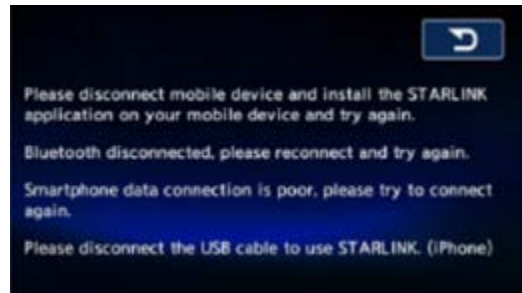 Please disconnect mobile device and install the STARLINK
application on your mobile device and try again.
Bluetooth disconnected, please reconnect and try again.
Smartphone data connection is poor, please try to connect
again.
Please disconnect the USB cable to use STARLINK. (iPhone)